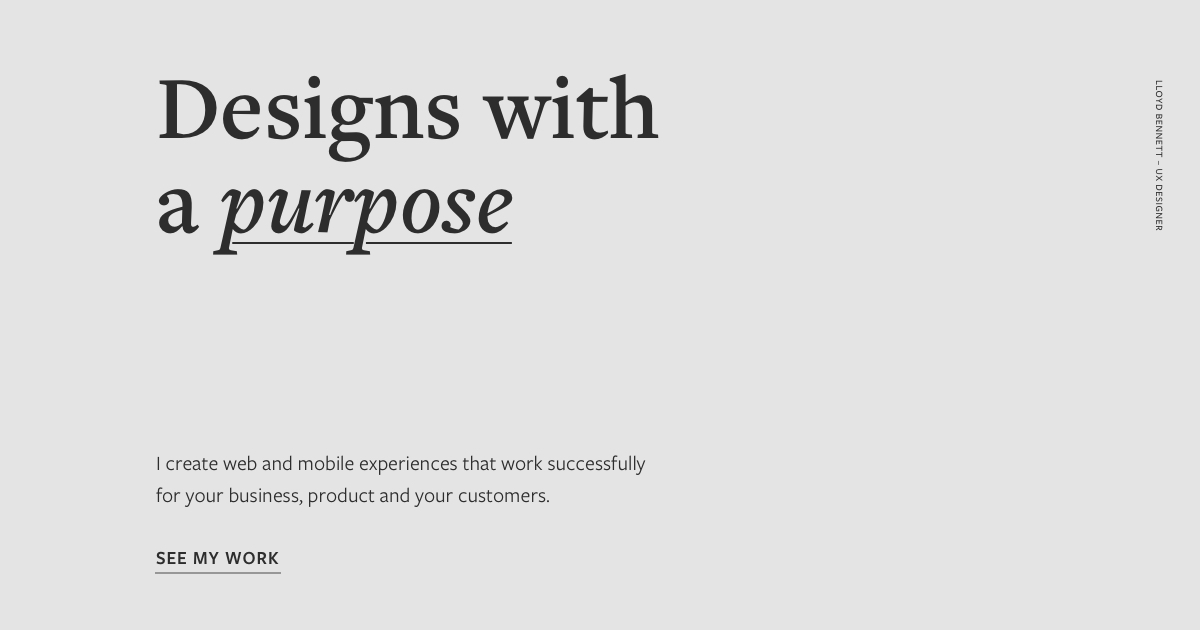 Designs with
a purpose
LLOYD BENNETT – UX DESIGNER
I create web and mobile experiences that work successfully
for your business, product and your customers.
SEE MY WORK